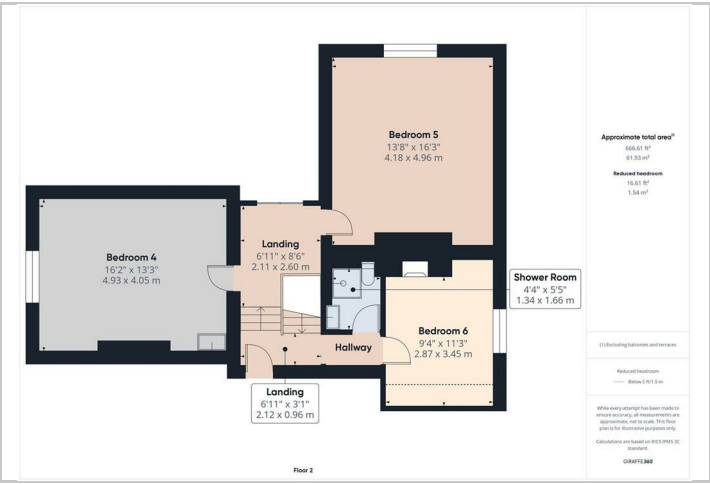 Bedroom 5
13'8" x 16'3"
4.18 x 4.96 m
Bedroom 4
16'2" x 13'3"
4.93 x 4.05 m
Landing
6'11" x 8'6"
2.11 x 2.60 m
Shower Room
4'4" x 5'5"
1.34 x 1.66 m
Bedroom 6
9'4" x 11'3"
2.87 x 3.45 m
Hallway
Landing
6'11" x 3'1"
2.12 x 0.96 m
Floor 2
Approximate total area⁽¹⁾
666.61 ft²
61.93 m²
Reduced headroom
16.61 ft²
1.54 m²
(1) Excluding balconies and terraces
Reduced headroom
Below 5 ft/1.5 m
While every attempt has been made to
ensure accuracy, all measurements are
approximate, not to scale. This floor
plan is for illustrative purposes only.
Calculations are based on RICS IPMS 3C
standard.
GIRAFFE360